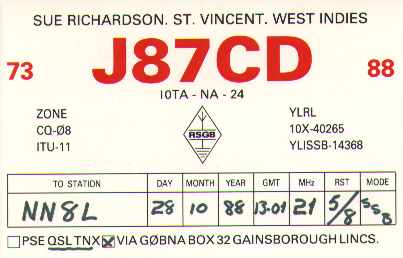 SUE RICHARDSON. ST. VINCENT. WEST INDIES
73 J87CD 88
IOTA - NA - 24
ZONE
CQ-Ø8
ITU-11
RSGB
YLRL
10X-40265
YLISSB-14368
TO STATION DAY MONTH YEAR GMT MHz RST MODE
NN8L 28 10 88 13-01 21 5/8 SSB
PSE QSL TNX VIA GØBNA BOX 32 GAINSBOROUGH LINCS.